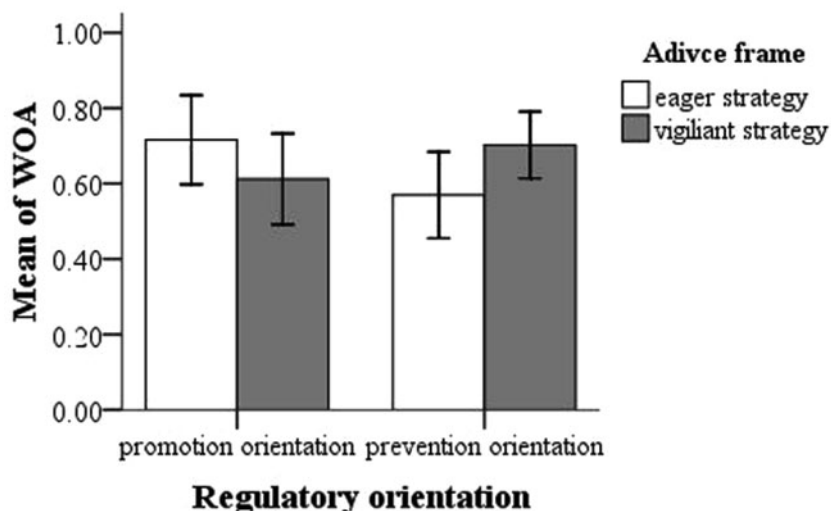 1.00
0.80
0.60
0.40
0.20
0.00
Mean of WOA
promotion orientation prevention orientation
Regulatory orientation
Adivce frame
eager strategy
vigiliant strategy